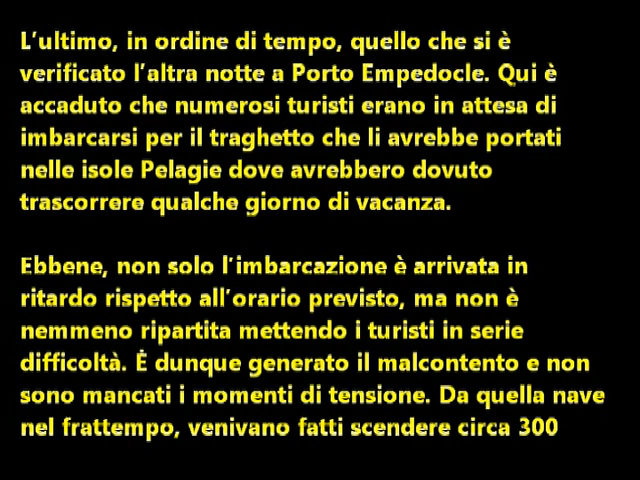 L'ultimo, in ordine di tempo, quello che si è
verificato l'altra notte a Porto Empedocle. Qui è
accaduto che numerosi turisti erano in attesa di
imbarcarsi per il traghetto che li avrebbe portati
nelle isole Pelagie dove avrebbero dovuto
trascorrere qualche giorno di vacanza.
Ebbene, non solo l'imbarcazione è arrivata in
ritardo rispetto all'orario previsto, ma non è
nemmeno ripartita mettendo i turisti in serie
difficoltà. Ė dunque generato il malcontento e non
sono mancati i momenti di tensione. Da quella nave
nel frattempo, venivano fatti scendere circa 300